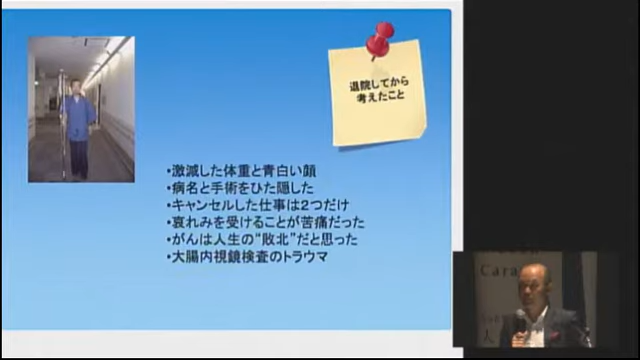 退院してから
考えたこと
・激減した体重と青白い顔
・病名と手術をひた隠した
・キャンセルした仕事は2つだけ
・哀れみを受けることが苦痛だった
・がんは人生の“敗北”だと思った
・大腸内視鏡検査のトラウマ
Cara
人